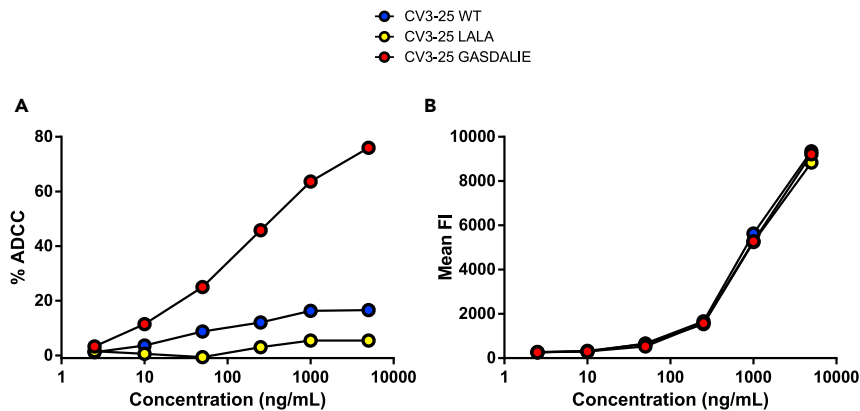 CV3-25 WT
CV3-25 LALA
CV3-25 GASDALIE
A
80
60
40
20
0
% ADCC
1
10
100
1000
10000
Concentration (ng/mL)
B
10000
8000
6000
4000
2000
0
Mean FI
1
10
100
1000
10000
Concentration (ng/mL)